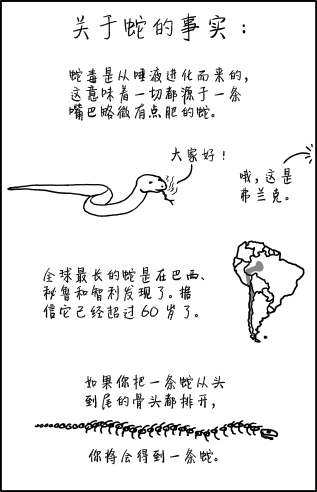 关于蛇的事实：
蛇毒是从唾液进化而来的，
这意味着一切都源于一条
嘴巴略微有点肥的蛇。
大家好！
哦，这是
弗兰克。
全球最长的蛇是在巴西、
秘鲁和智利发现了。据
信它已经超过 60 岁了。
如果你把一条蛇从头
到尾的骨头都排开，
你将会得到一条蛇。